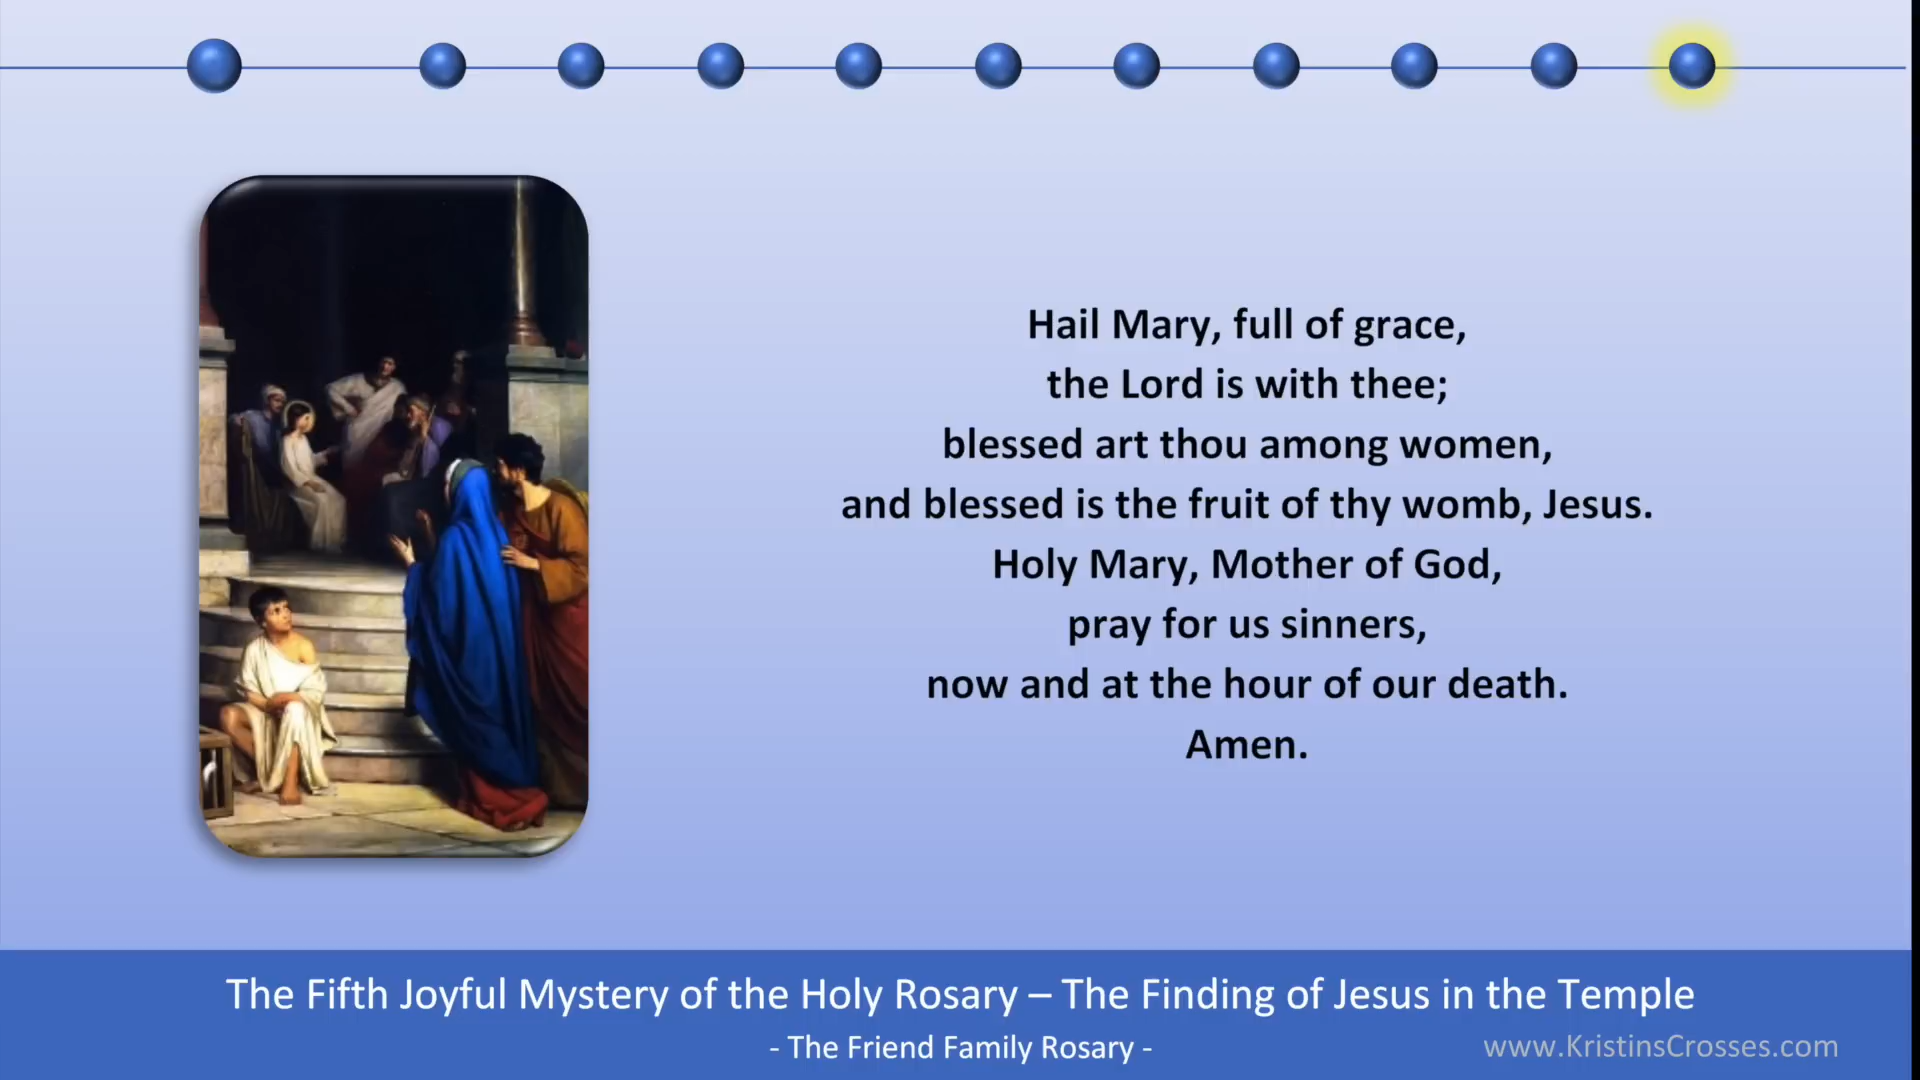 Hail Mary, full of grace,
the Lord is with thee;
blessed art thou among women,
and blessed is the fruit of thy womb, Jesus.
Holy Mary, Mother of God,
pray for us sinners,
now and at the hour of our death.
Amen.
The Fifth Joyful Mystery of the Holy Rosary – The Finding of Jesus in the Temple
- The Friend Family Rosary -
www.KristinsCrosses.com